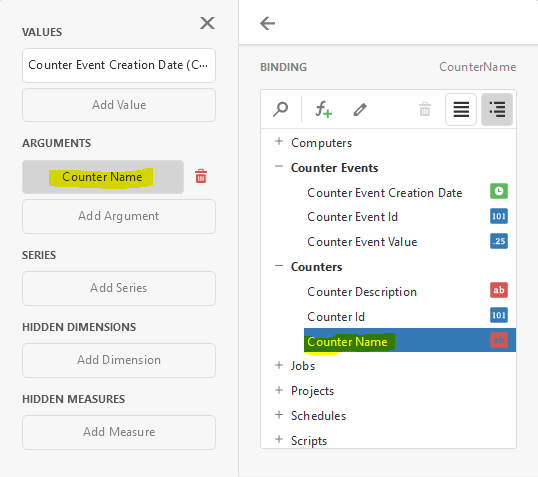 VALUES
Counter Event Creation Date (C···
Add Value
ARGUMENTS
Counter Name
Add Argument
SERIES
Add Series
HIDDEN DIMENSIONS
Add Dimension
HIDDEN MEASURES
Add Measure
BINDING
CounterName
Computers
Counter Events
Counter Event Creation Date
Counter Event Id
101
Counter Event Value
.25
Counters
Counter Description
ab
Counter Id
101
Counter Name
ab
Jobs
Projects
Schedules
Scripts